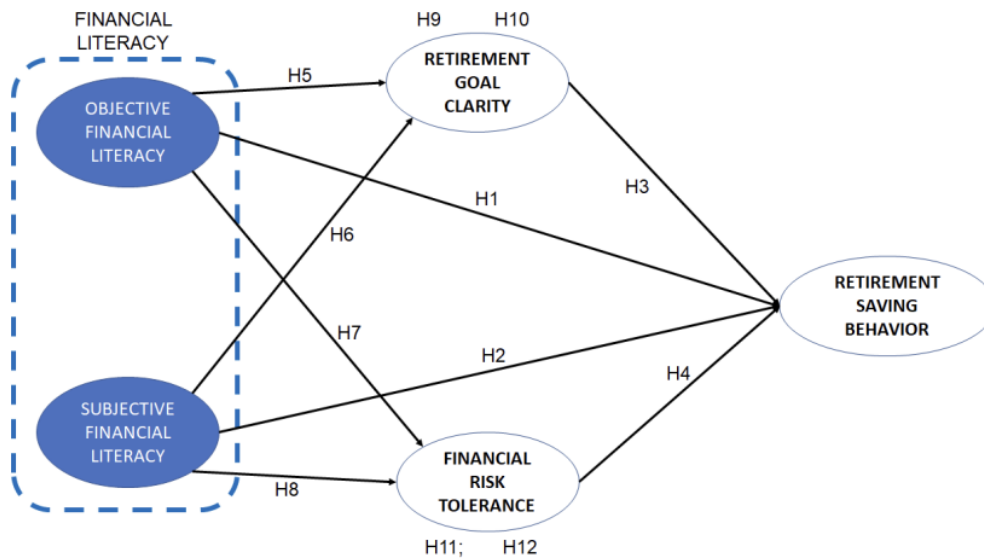 FINANCIAL
LITERACY
H9 H10
RETIREMENT
GOAL
CLARITY
H5
OBJECTIVE
FINANCIAL
LITERACY
H1
H3
H6
RETIREMENT
SAVING
BEHAVIOR
H7
H2
H4
SUBJECTIVE
FINANCIAL
LITERACY
H8
FINANCIAL
RISK
TOLERANCE
H11; H12